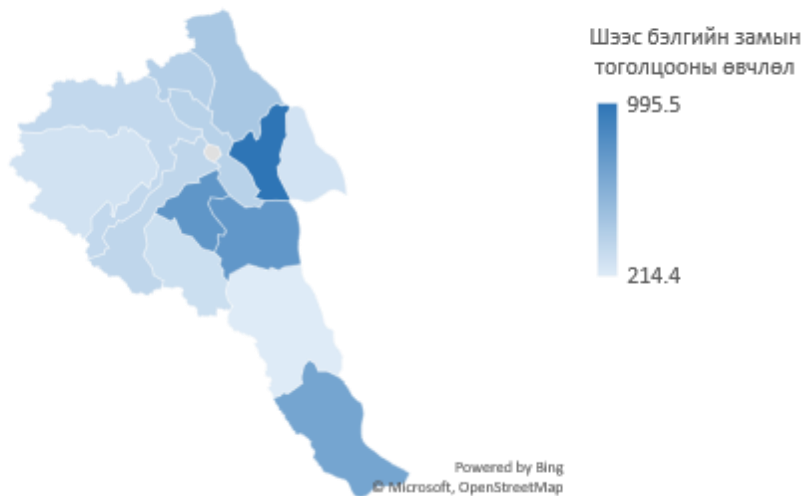 Шээс бэлгийн замын
тоголцооны өвчлөл
995.5
214.4
Powered by Bing
© Microsoft, OpenStreetMap